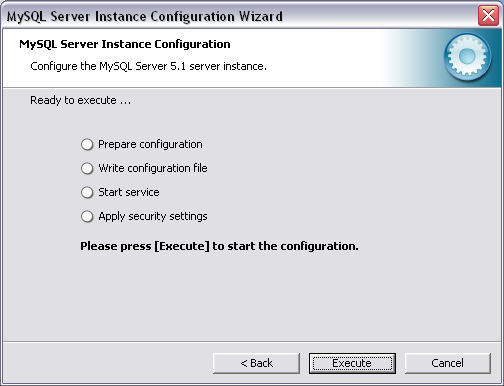 MySQL Server Instance Configuration Wizard
MySQL Server Instance Configuration
Configure the MySQL Server 5.1 server instance.
Ready to execute ...
Prepare configuration
Write configuration file
Start service
Apply security settings
Please press [Execute] to start the configuration.
< Back
Execute
Cancel